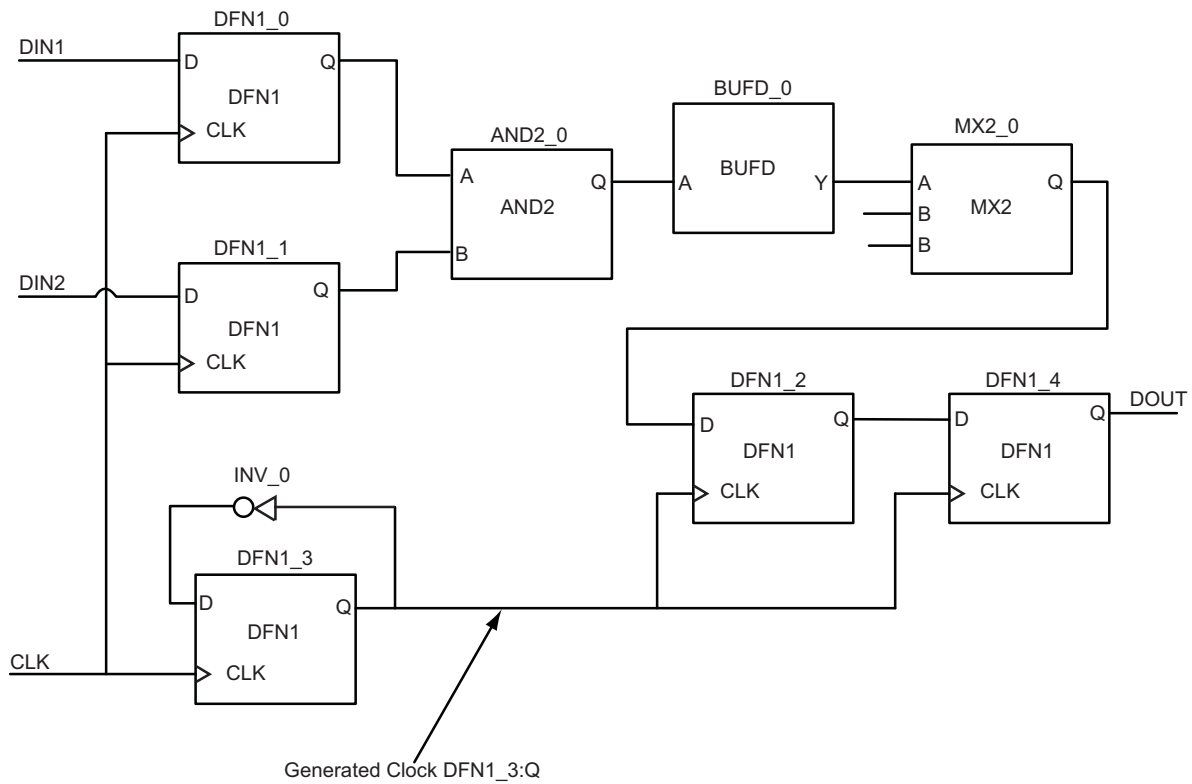 DFN1_0
DIN1
D
Q
DFN1
CLK
BUFD_0
BUFD
A
Y
MX2_0
A
Q
B
MX2
B
AND2_0
A
Q
AND2
B
DFN1_1
DIN2
D
Q
DFN1
CLK
DFN1_2
D
Q
DFN1
CLK
DFN1_4
D
Q
DOUT
DFN1
CLK
INV_0
DFN1_3
D
Q
DFN1
CLK
CLK
Generated Clock DFN1_3:Q